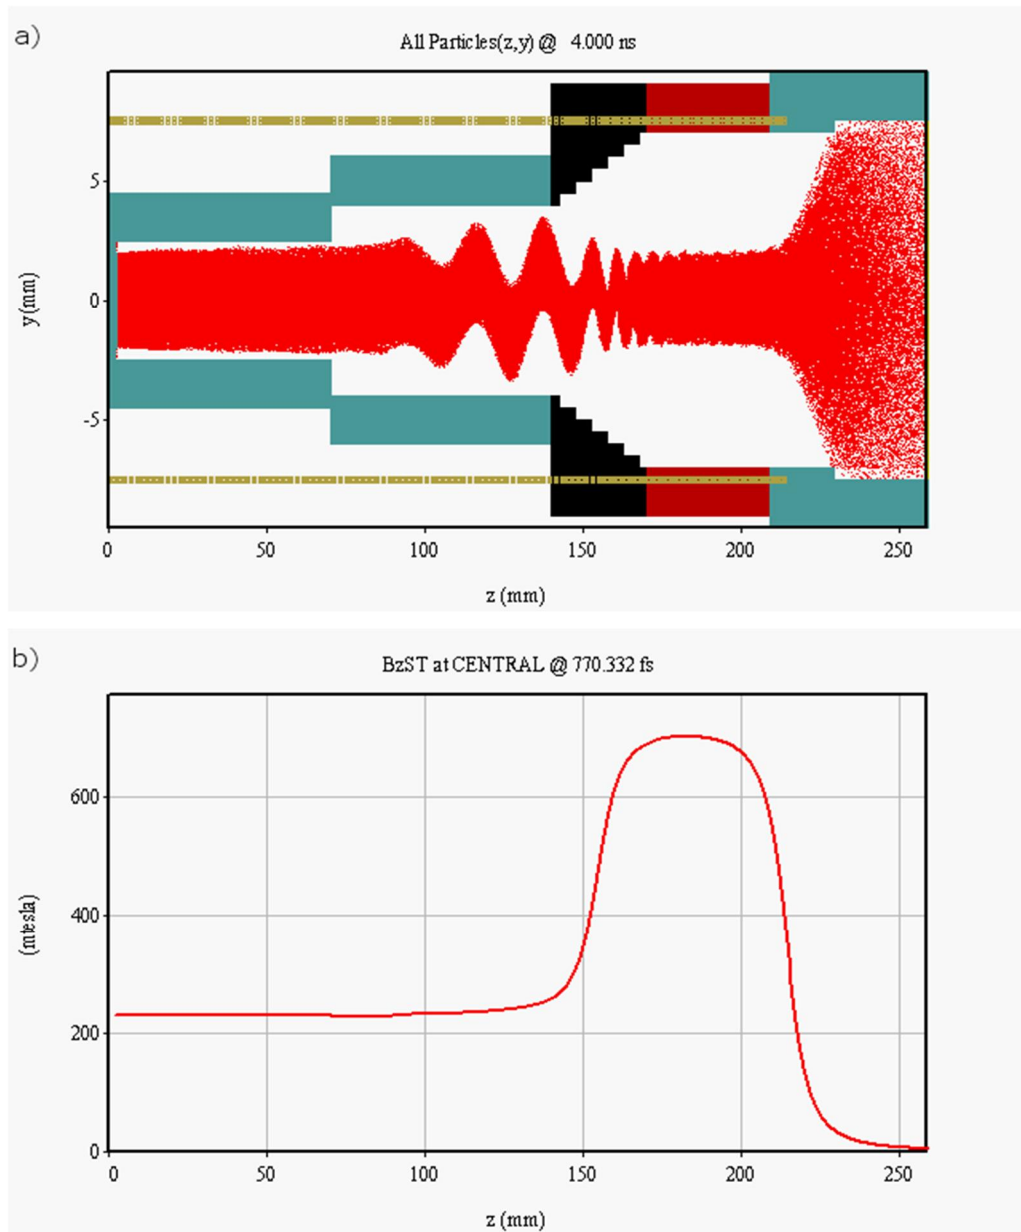 a)
All Particles(z,y) @ 4.000 ns
y(mm)
5
0
-5
0 50 100 150 200 250
z (mm)
b)
BzST at CENTRAL @ 770.332 fs
(mtesla)
600
400
200
0
0 50 100 150 200 250
z (mm)